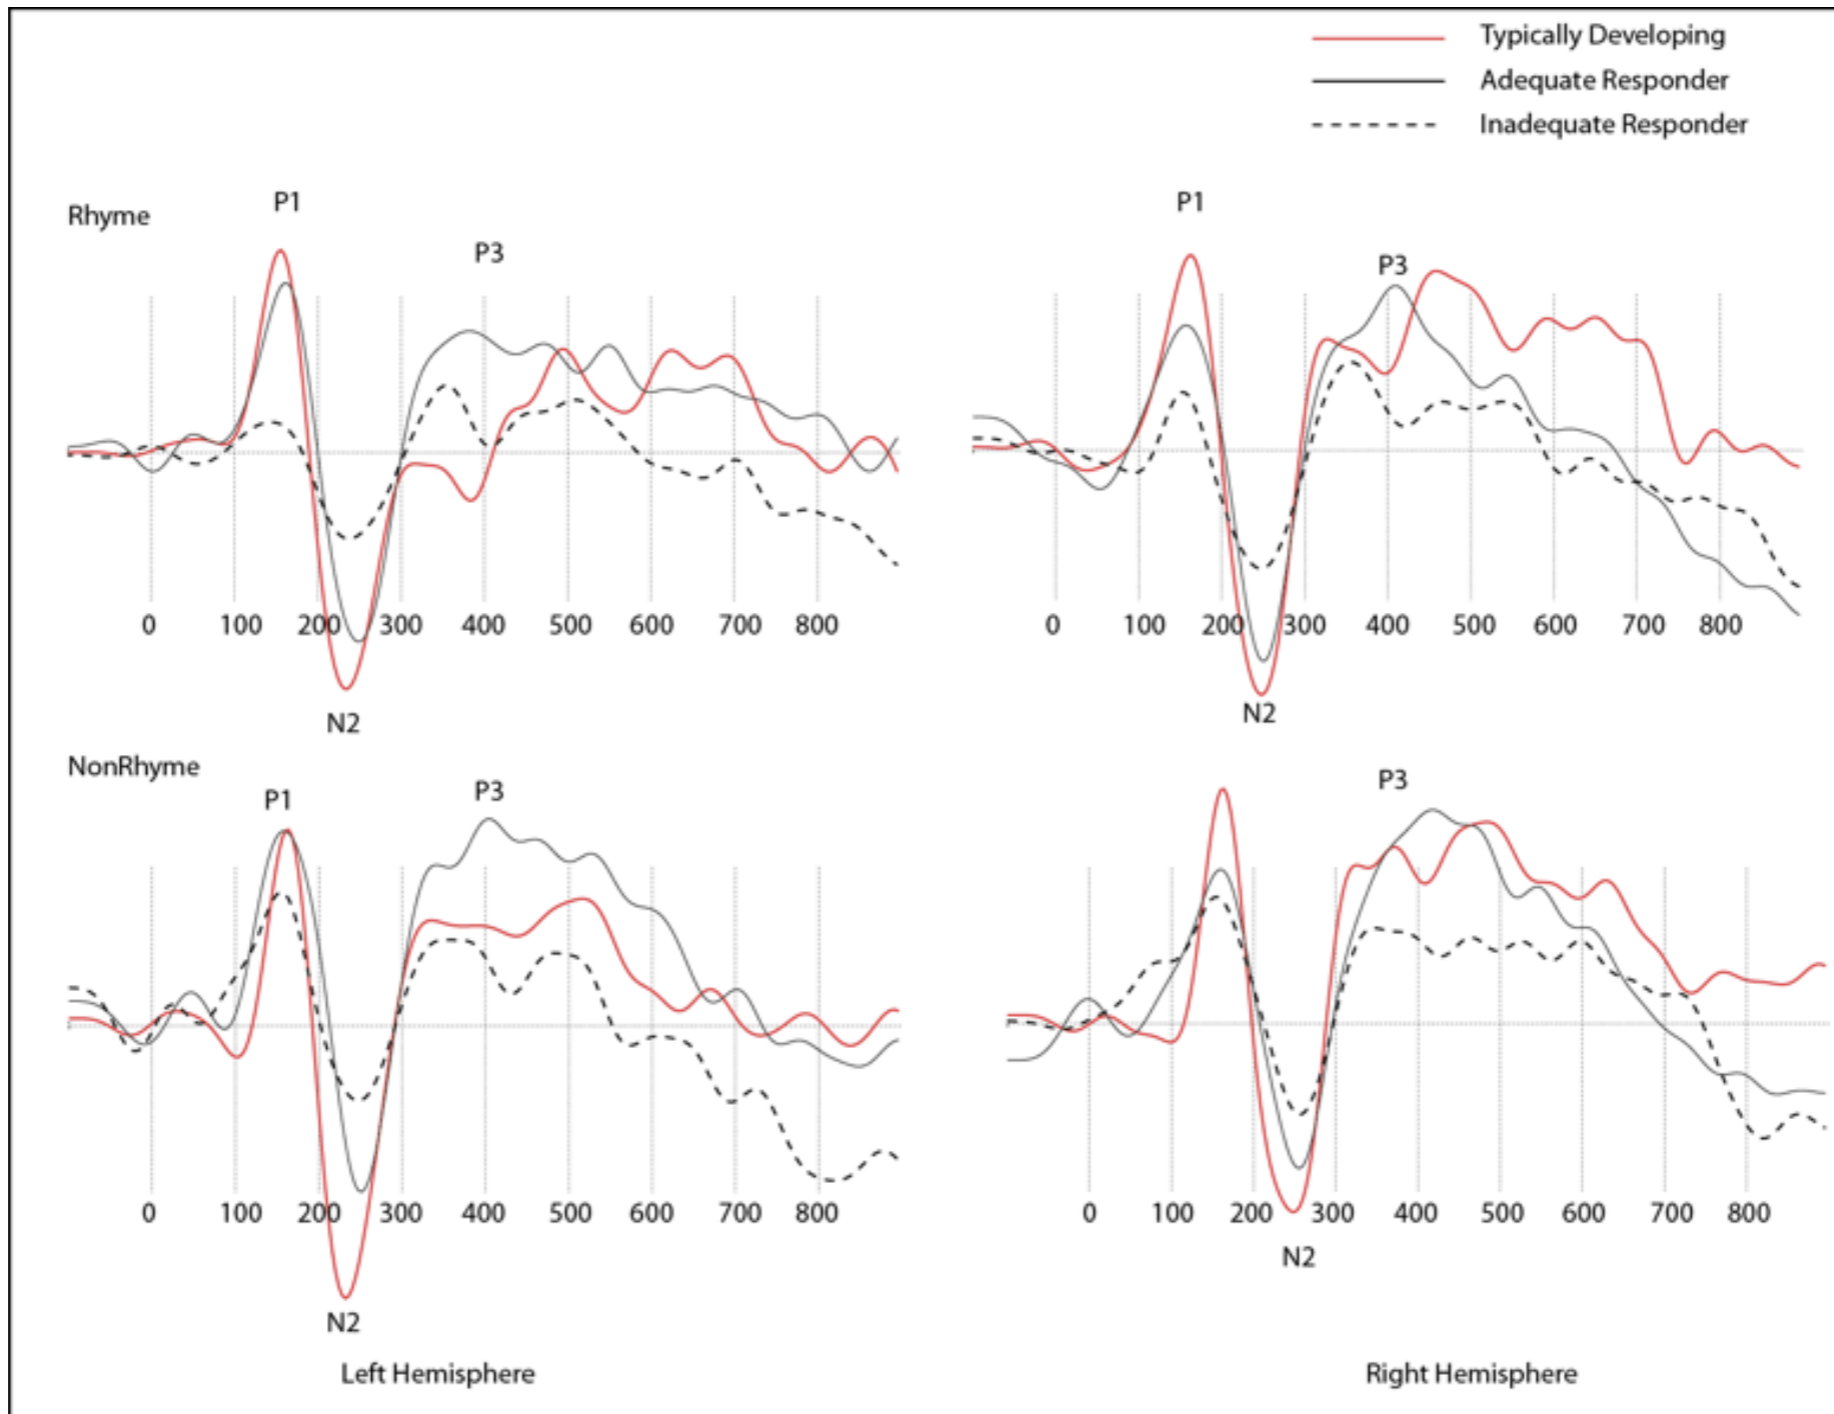 Typically Developing
Adequate Responder
Inadequate Responder
Rhyme
P1
P3
0 100 200 300 400 500 600 700 800
N2
P1
P3
0 100 200 300 400 500 600 700 800
N2
NonRhyme
P1
P3
0 100 200 300 400 500 600 700 800
N2
Left Hemisphere
P3
0 100 200 300 400 500 600 700 800
N2
Right Hemisphere